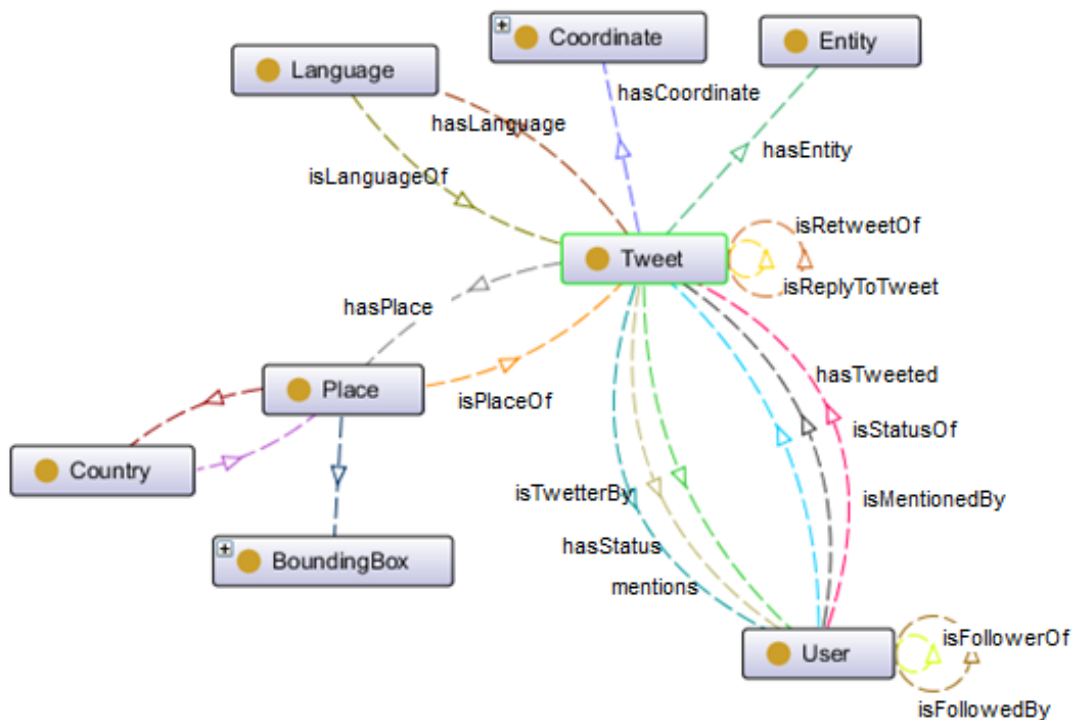 Coordinate
Entity
Language
hasCoordinate
hasLanguage
hasEntity
isLanguageOf
isRetweetOf
Tweet
isReplyToTweet
hasPlace
hasTweeted
Place
isPlaceOf
isStatusOf
Country
isTwetterBy
isMentionedBy
hasStatus
BoundingBox
mentions
isFollowerOf
User
isFollowedBy